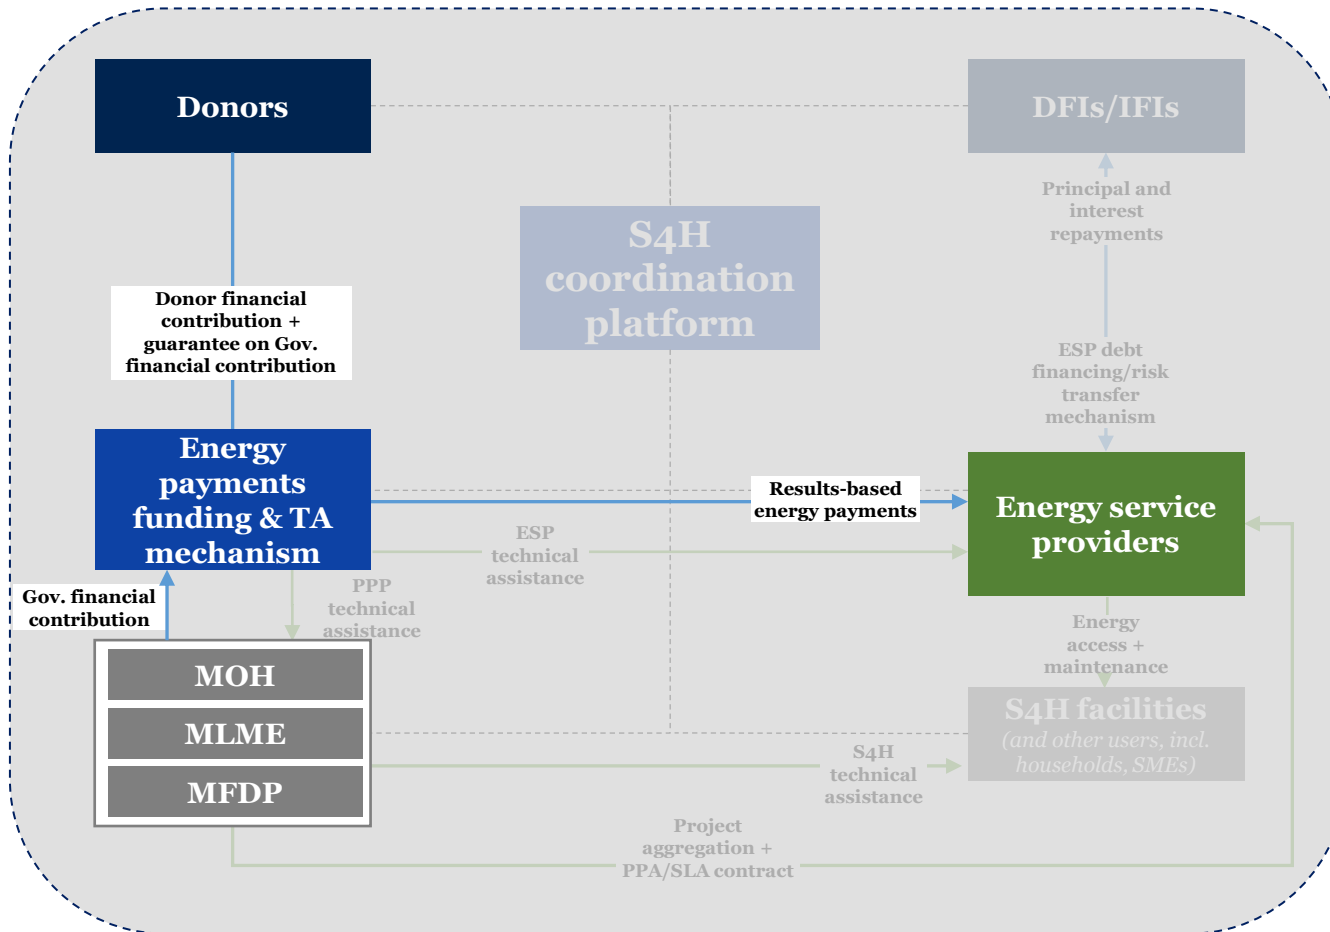 Donors
DFIs/IFIs
Principal and
interest
repayments
S4H
coordination
platform
Donor financial
contribution +
guarantee on Gov.
financial contribution
ESP debt
financing/risk
transfer
mechanism
Energy
payments
funding & TA
mechanism
Results-based
energy payments
Energy service
providers
ESP
technical
assistance
Gov. financial
contribution
PPP
technical
assistance
Energy
access +
maintenance
MOH
MLME
MFDP
S4H facilities
(and other users, incl.
households, SMEs)
S4H
technical
assistance
Project
aggregation +
PPA/SLA contract